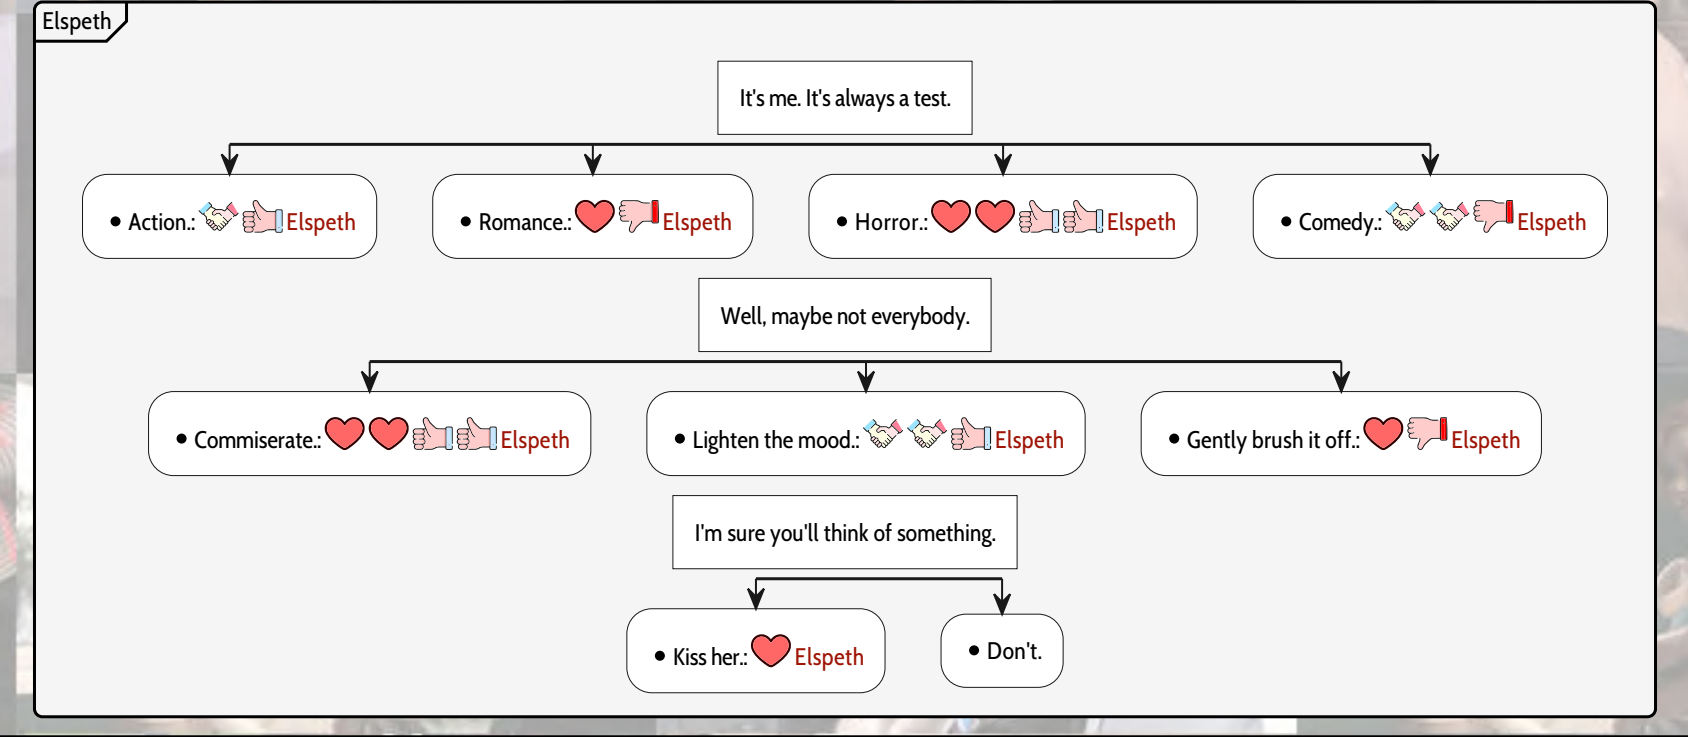 Elspeth
It's me. It's always a test.
• Action.: Elspeth
• Romance.: Elspeth
• Horror.: Elspeth
• Comedy.: Elspeth
Well, maybe not everybody.
• Commiserate.: Elspeth
• Lighten the mood.: Elspeth
• Gently brush it off.: Elspeth
I'm sure you'll think of something.
• Kiss her.: Elspeth
• Don't.